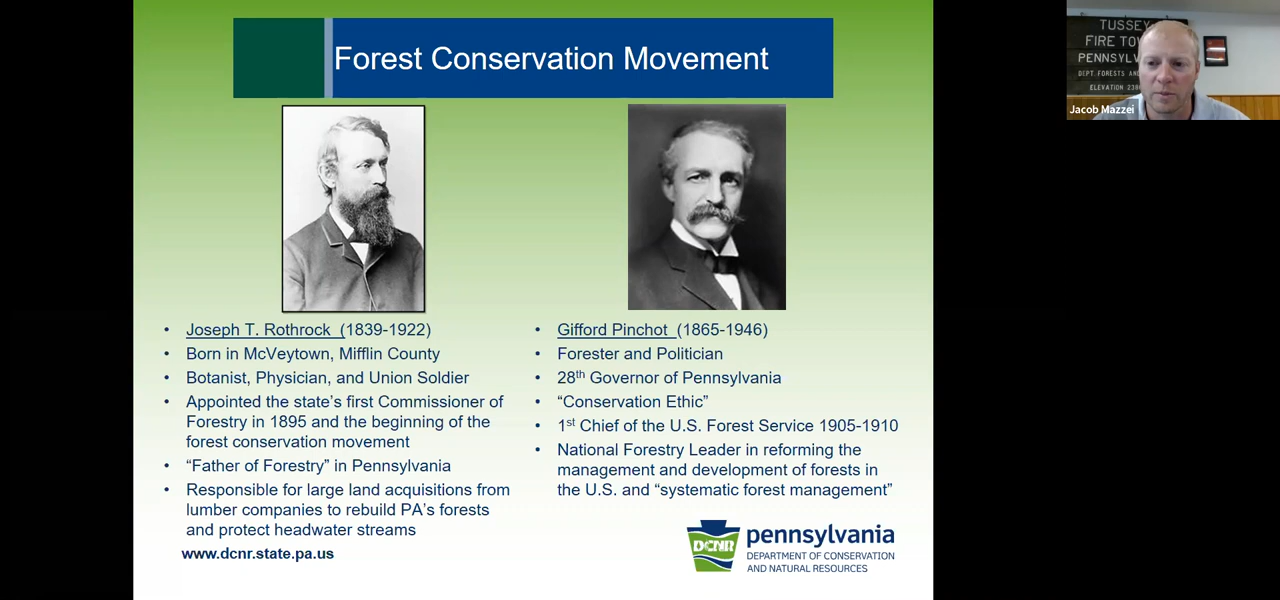 Forest Conservation Movement
TUSSEY
FIRE TO
PENNSYLV
DEPT FORESTS AND
ELEVATION 23
Jacob Mazzei
• Joseph T. Rothrock (1839-1922)
• Born in McVeytown, Mifflin County
• Botanist, Physician, and Union Soldier
• Appointed the state's first Commissioner of
Forestry in 1895 and the beginning of the
forest conservation movement
• “Father of Forestry” in Pennsylvania
• Responsible for large land acquisitions from
lumber companies to rebuild PA's forests
and protect headwater streams
www.dcnr.state.pa.us
• Gifford Pinchot (1865-1946)
• Forester and Politician
• 28th Governor of Pennsylvania
• “Conservation Ethic”
• 1st Chief of the U.S. Forest Service 1905-1910
• National Forestry Leader in reforming the
management and development of forests in
the U.S. and “systematic forest management”
DCNR
pennsylvania
DEPARTMENT OF CONSERVATION
AND NATURAL RESOURCES